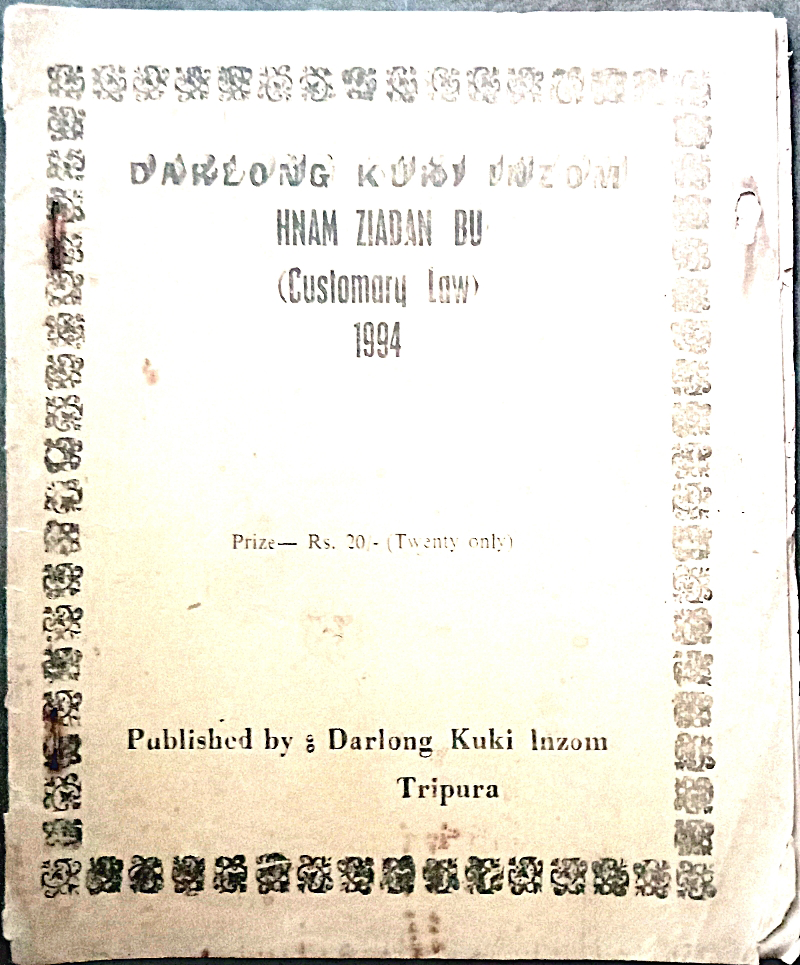 DARLONG KUKI INZOM
HNAM ZIADAN BU
(Customary Law)
1994
Prize— Rs. 20/- (Twenty only)
Published by : Darlong Kuki Inzom
Tripura